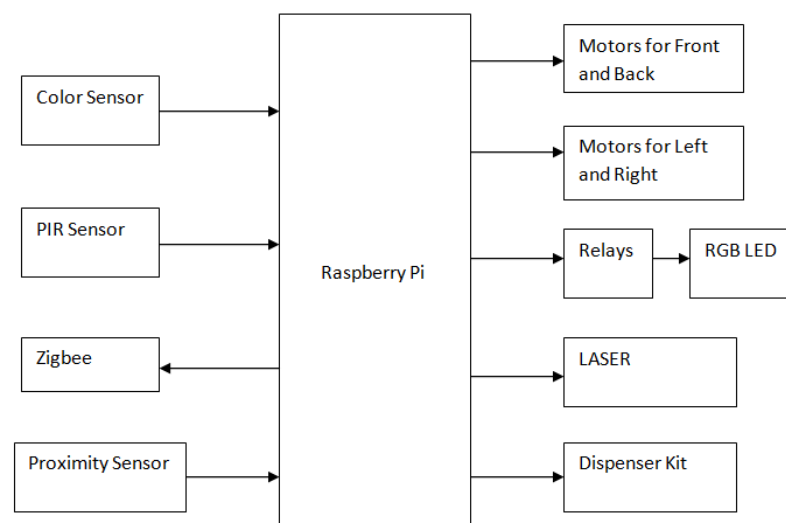 Color Sensor
PIR Sensor
Zigbee
Proximity Sensor
Raspberry Pi
Motors for Front
and Back
Motors for Left
and Right
Relays
RGB LED
LASER
Dispenser Kit